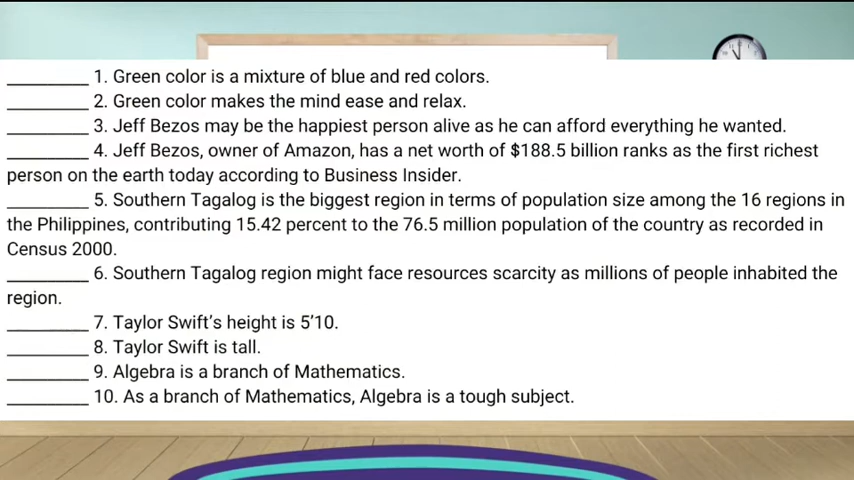 _________ 1. Green color is a mixture of blue and red colors.
_________ 2. Green color makes the mind ease and relax.
_________ 3. Jeff Bezos may be the happiest person alive as he can afford everything he wanted.
_________ 4. Jeff Bezos, owner of Amazon, has a net worth of $188.5 billion ranks as the first richest
person on the earth today according to Business Insider.
_________ 5. Southern Tagalog is the biggest region in terms of population size among the 16 regions in
the Philippines, contributing 15.42 percent to the 76.5 million population of the country as recorded in
Census 2000.
_________ 6. Southern Tagalog region might face resources scarcity as millions of people inhabited the
region.
_________ 7. Taylor Swift’s height is 5’10.
_________ 8. Taylor Swift is tall.
_________ 9. Algebra is a branch of Mathematics.
_________ 10. As a branch of Mathematics, Algebra is a tough subject.